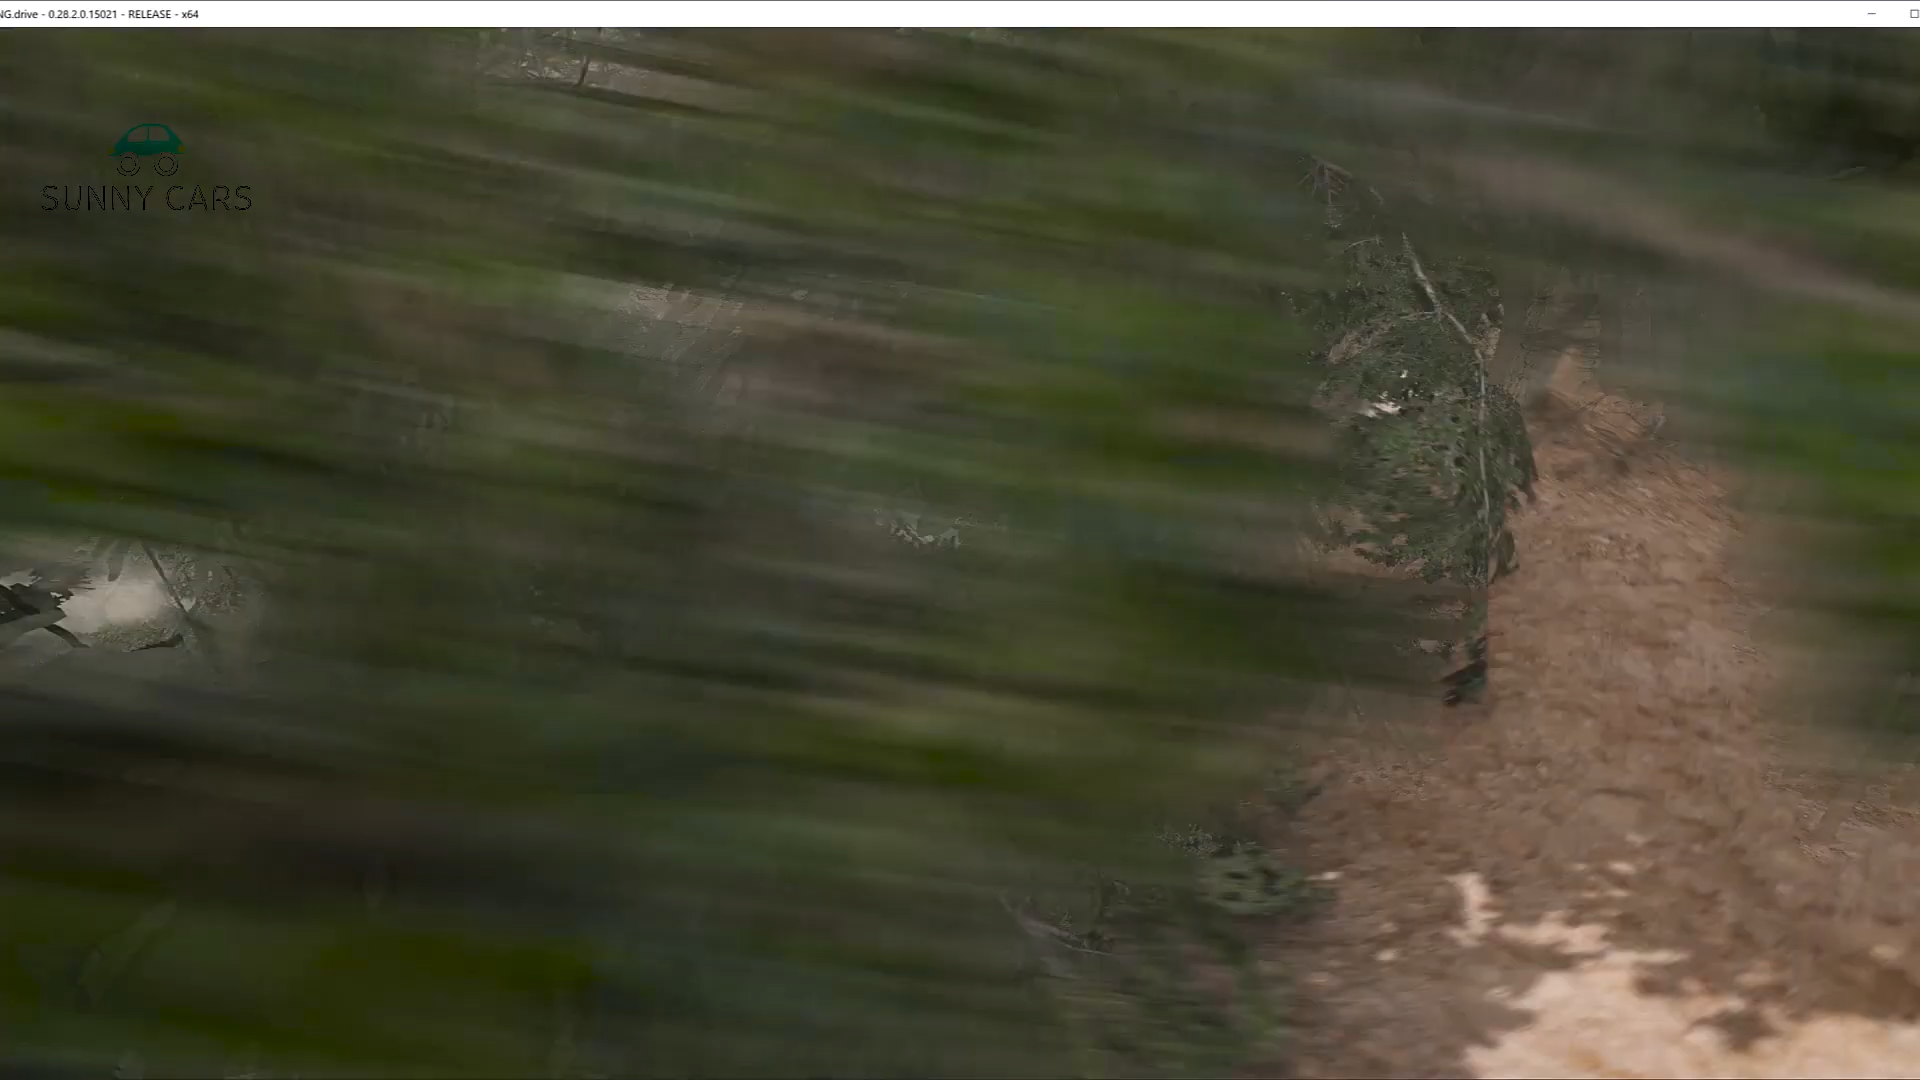 NG.drive - 0.28.2.0.15021 - RELEASE - x64
SUNNY CARS